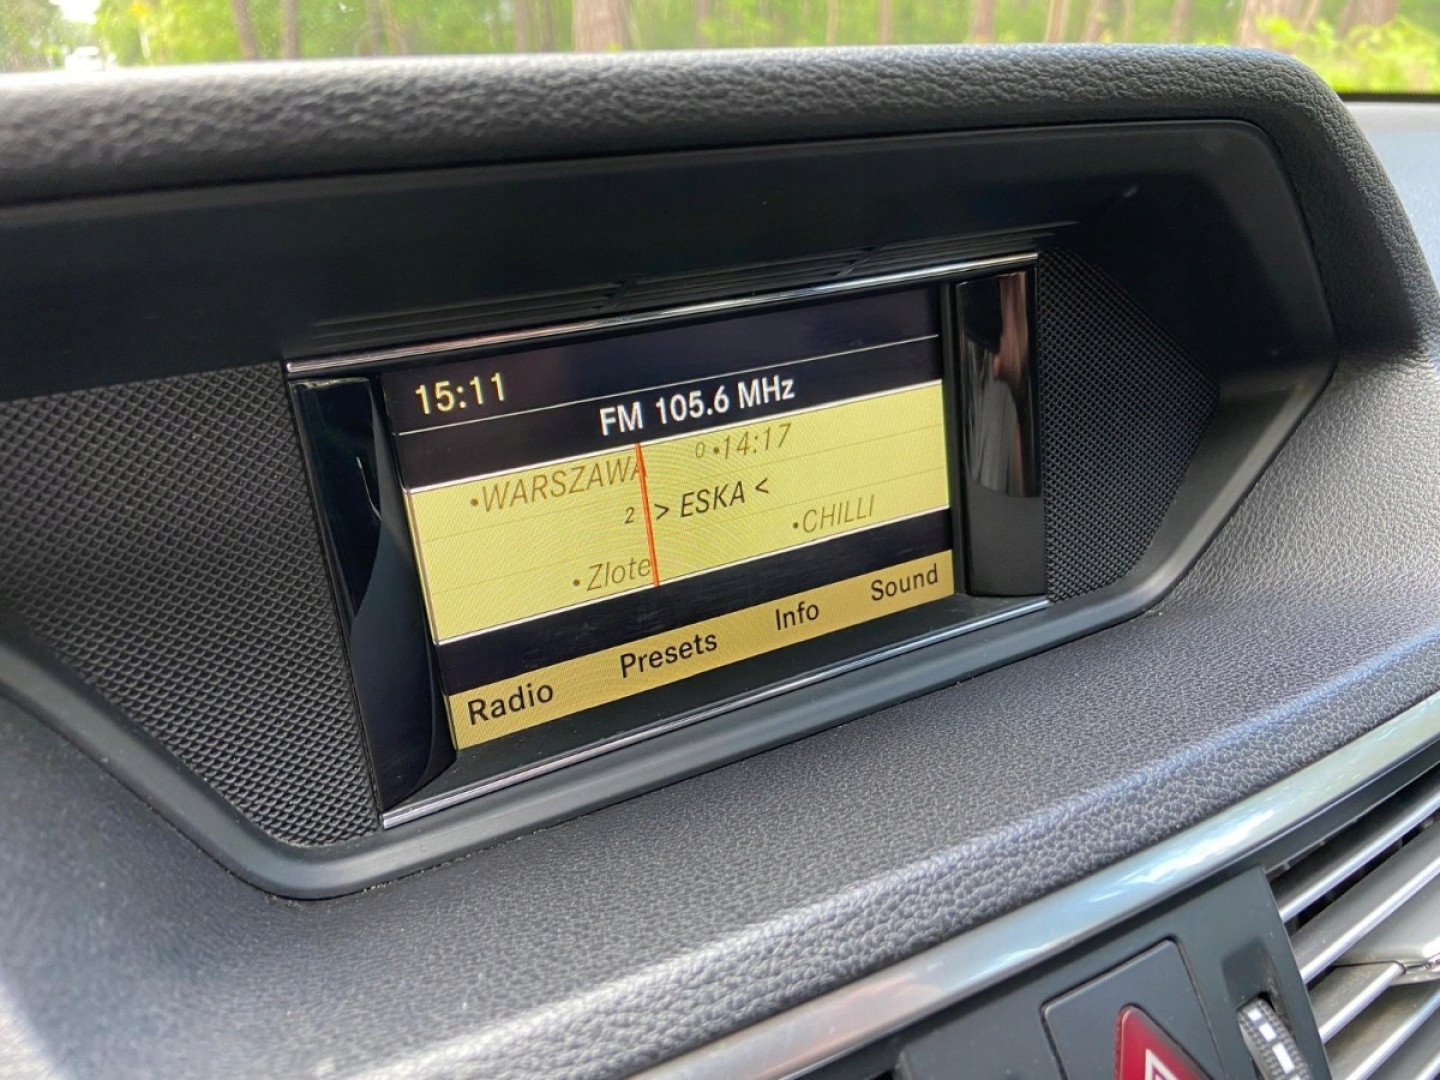 15:11
FM 105.6 MHz
0 •14:17
•WARSZAWA
2 > ESKA <
•CHILLI
•Zlote
Radio Presets Info Sound